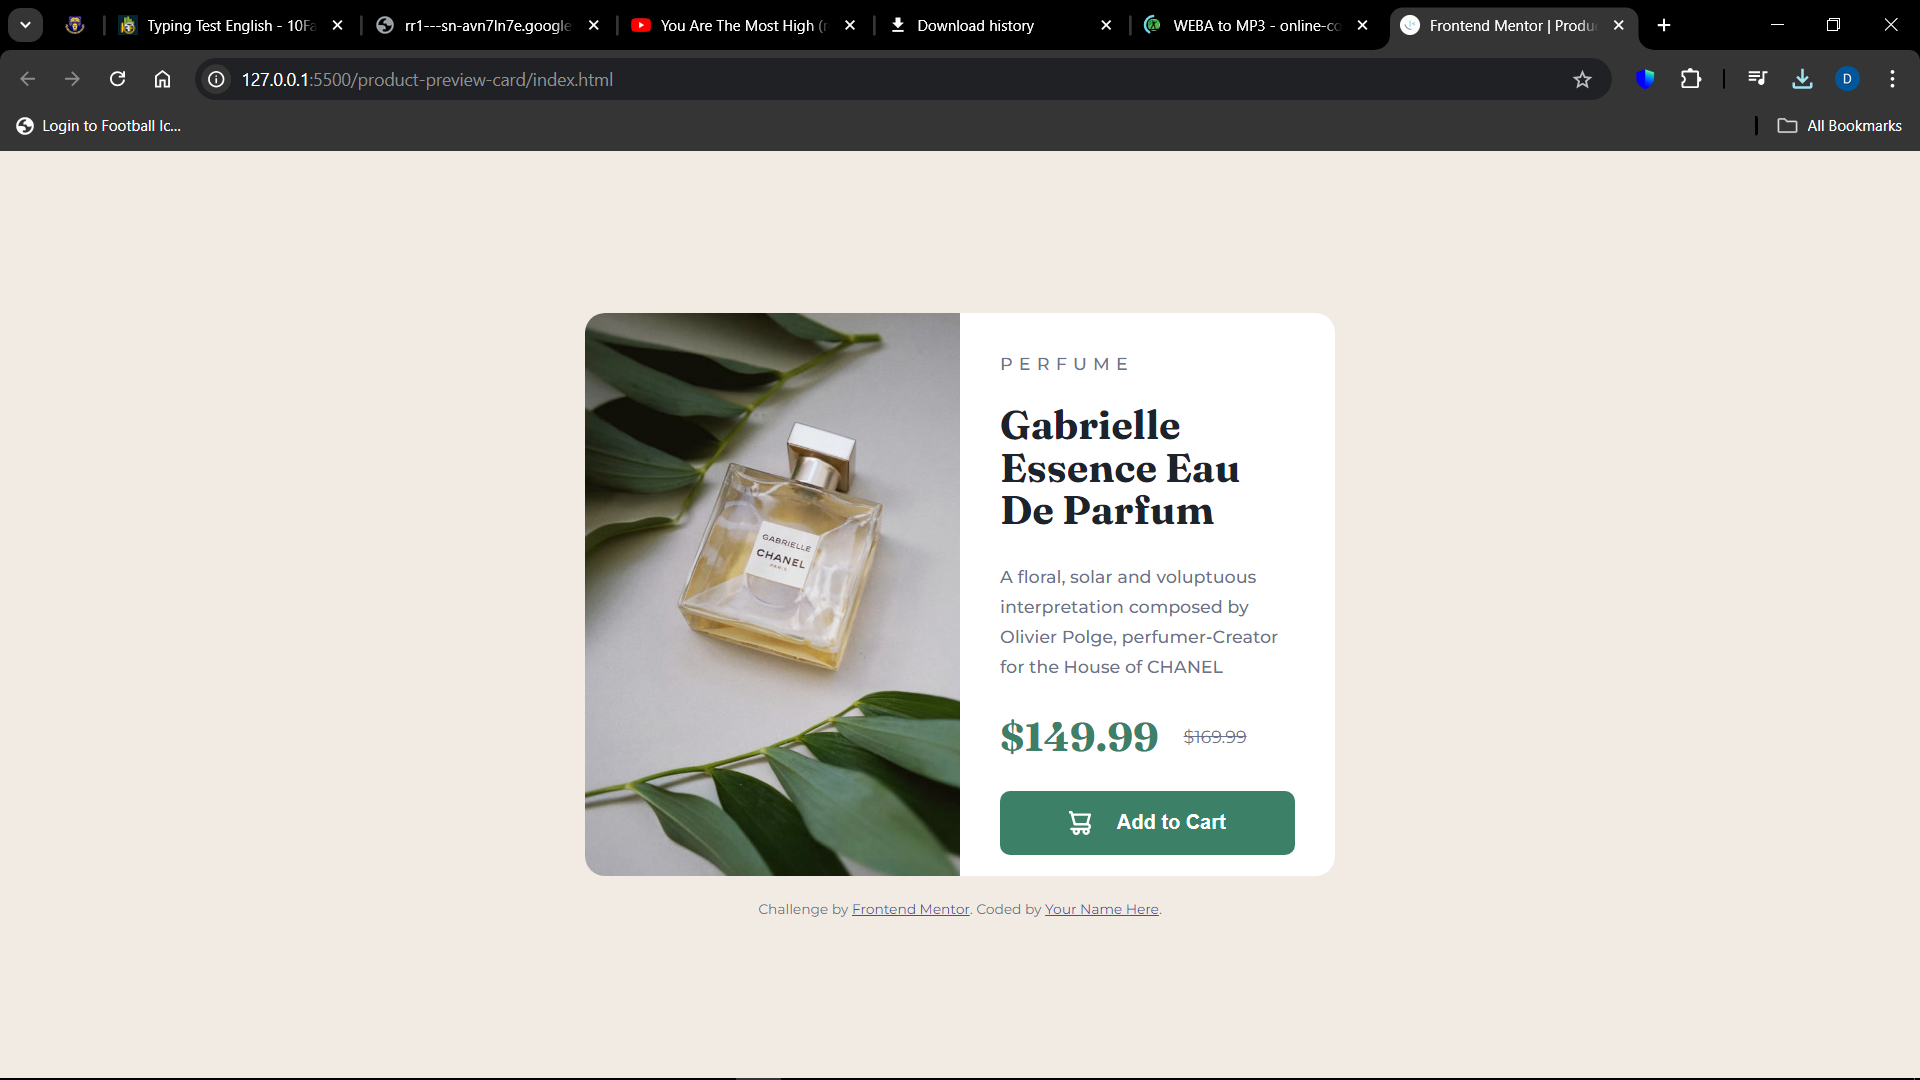 Typing Test English - 10Fa
rr1---sn-avn7ln7e.google
You Are The Most High (r
Download history
WEBA to MP3 - online-co
Frontend Mentor | Produc
127.0.0.1:5500/product-preview-card/index.html
D
Login to Football Ic...
All Bookmarks
GABRIELLE
CHANEL
PARIS
PERFUME
Gabrielle
Essence Eau
De Parfum
A floral, solar and voluptuous
interpretation composed by
Olivier Polge, perfumer-Creator
for the House of CHANEL
$149.99 $169.99
Add to Cart
Challenge by Frontend Mentor. Coded by Your Name Here.